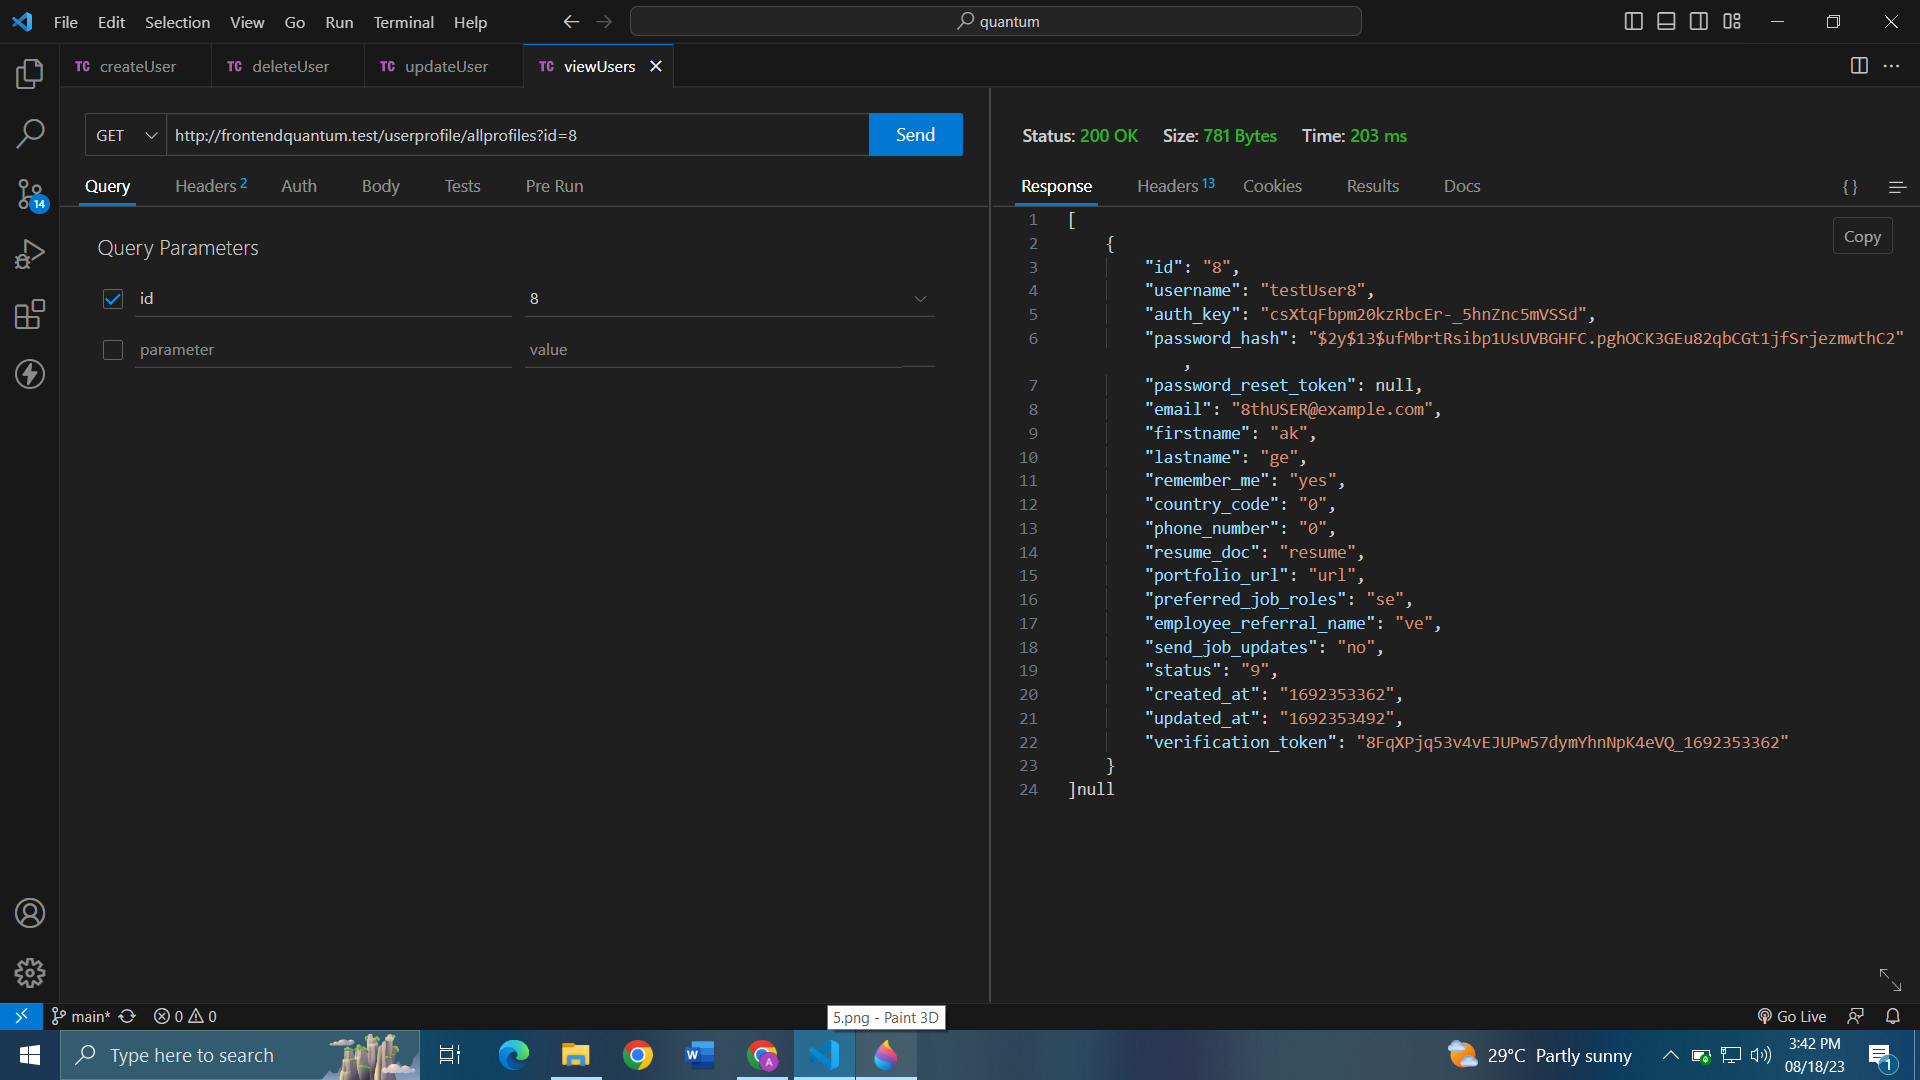 File Edit Selection View Go Run Terminal Help
quantum
TC createUser
TC deleteUser
TC updateUser
TC viewUsers
GET
http://frontendquantum.test/userprofile/allprofiles?id=8
Send
Query
Headers 2
Auth
Body
Tests
Pre Run
Query Parameters
id
8
parameter
value
14
Status: 200 OK Size: 781 Bytes Time: 203 ms
Response
Headers 13
Cookies
Results
Docs
{ }
Copy
1 [
2 {
3 "id": "8",
4 "username": "testUser8",
5 "auth_key": "csXtqFbpm20kzRbcEr-_5hnZnc5mVSSd",
6 "password_hash": "$2y$13$ufMbrtRsibp1UsUVBGHFC.pghOCK3GEu82qbCGt1jfSrjezmwthC2"
,
7 "password_reset_token": null,
8 "email": "8thUSER@example.com",
9 "firstname": "ak",
10 "lastname": "ge",
11 "remember_me": "yes",
12 "country_code": "0",
13 "phone_number": "0",
14 "resume_doc": "resume",
15 "portfolio_url": "url",
16 "preferred_job_roles": "se",
17 "employee_referral_name": "ve",
18 "send_job_updates": "no",
19 "status": "9",
20 "created_at": "1692353362",
21 "updated_at": "1692353492",
22 "verification_token": "8FqXPjq53v4vEJUPw57dymYhnNpK4eVQ_1692353362"
23 }
24 ]null
main* 0 0
5.png - Paint 3D
Go Live
Type here to search
29°C Partly sunny
3:42 PM
08/18/23
1